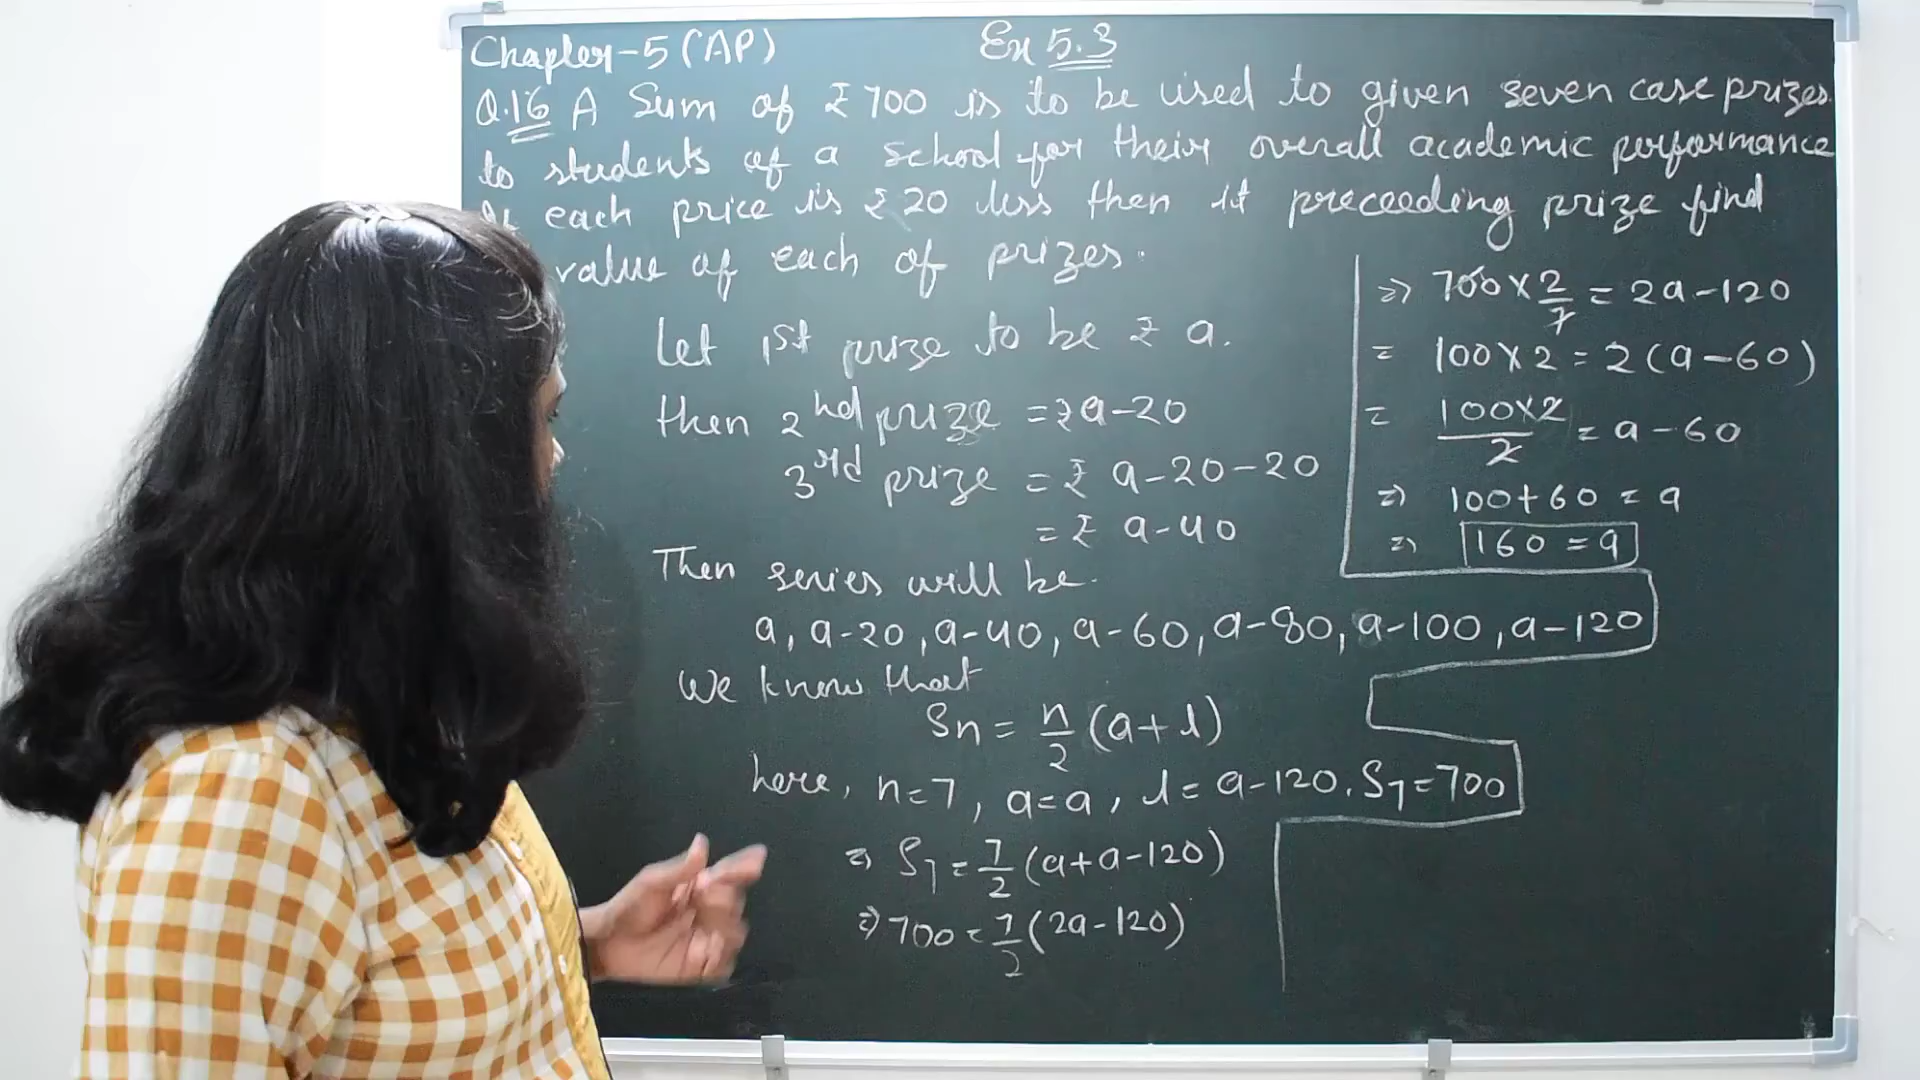 Chapter-5 (AP)
Ex 5.3
Q.16 A Sum of ₹ 700 is to be used to given seven case prizes
to students of a school for their overall academic performance
each price is ₹ 20 less then it preceeding prize find
value of each of prizes.
Let 1st prize to be ₹ a.
then 2nd prize = ₹ a-20
3rd prize = ₹ a-20-20
= ₹ a-40
Then series will be.
a, a-20, a-40, a-60, a-80, a-100, a-120
We know that
Sn = n/2 (a+l)
here, n=7, a=a, l=a-120. S7=700
⇒ S7 = 7/2 (a+a-120)
⇒ 700 = 7/2 (2a-120)
⇒ 700 × 2/7 = 2a-120
= 100×2 = 2(a-60)
= 100×2/2 = a-60
⇒ 100+60 = a
⇒ 160 = a